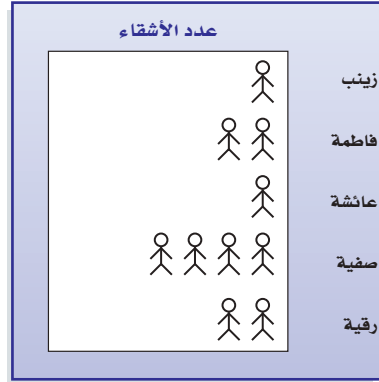 عدد الأشقاء
زينب
فاطمة
عائشة
صفية
رقية